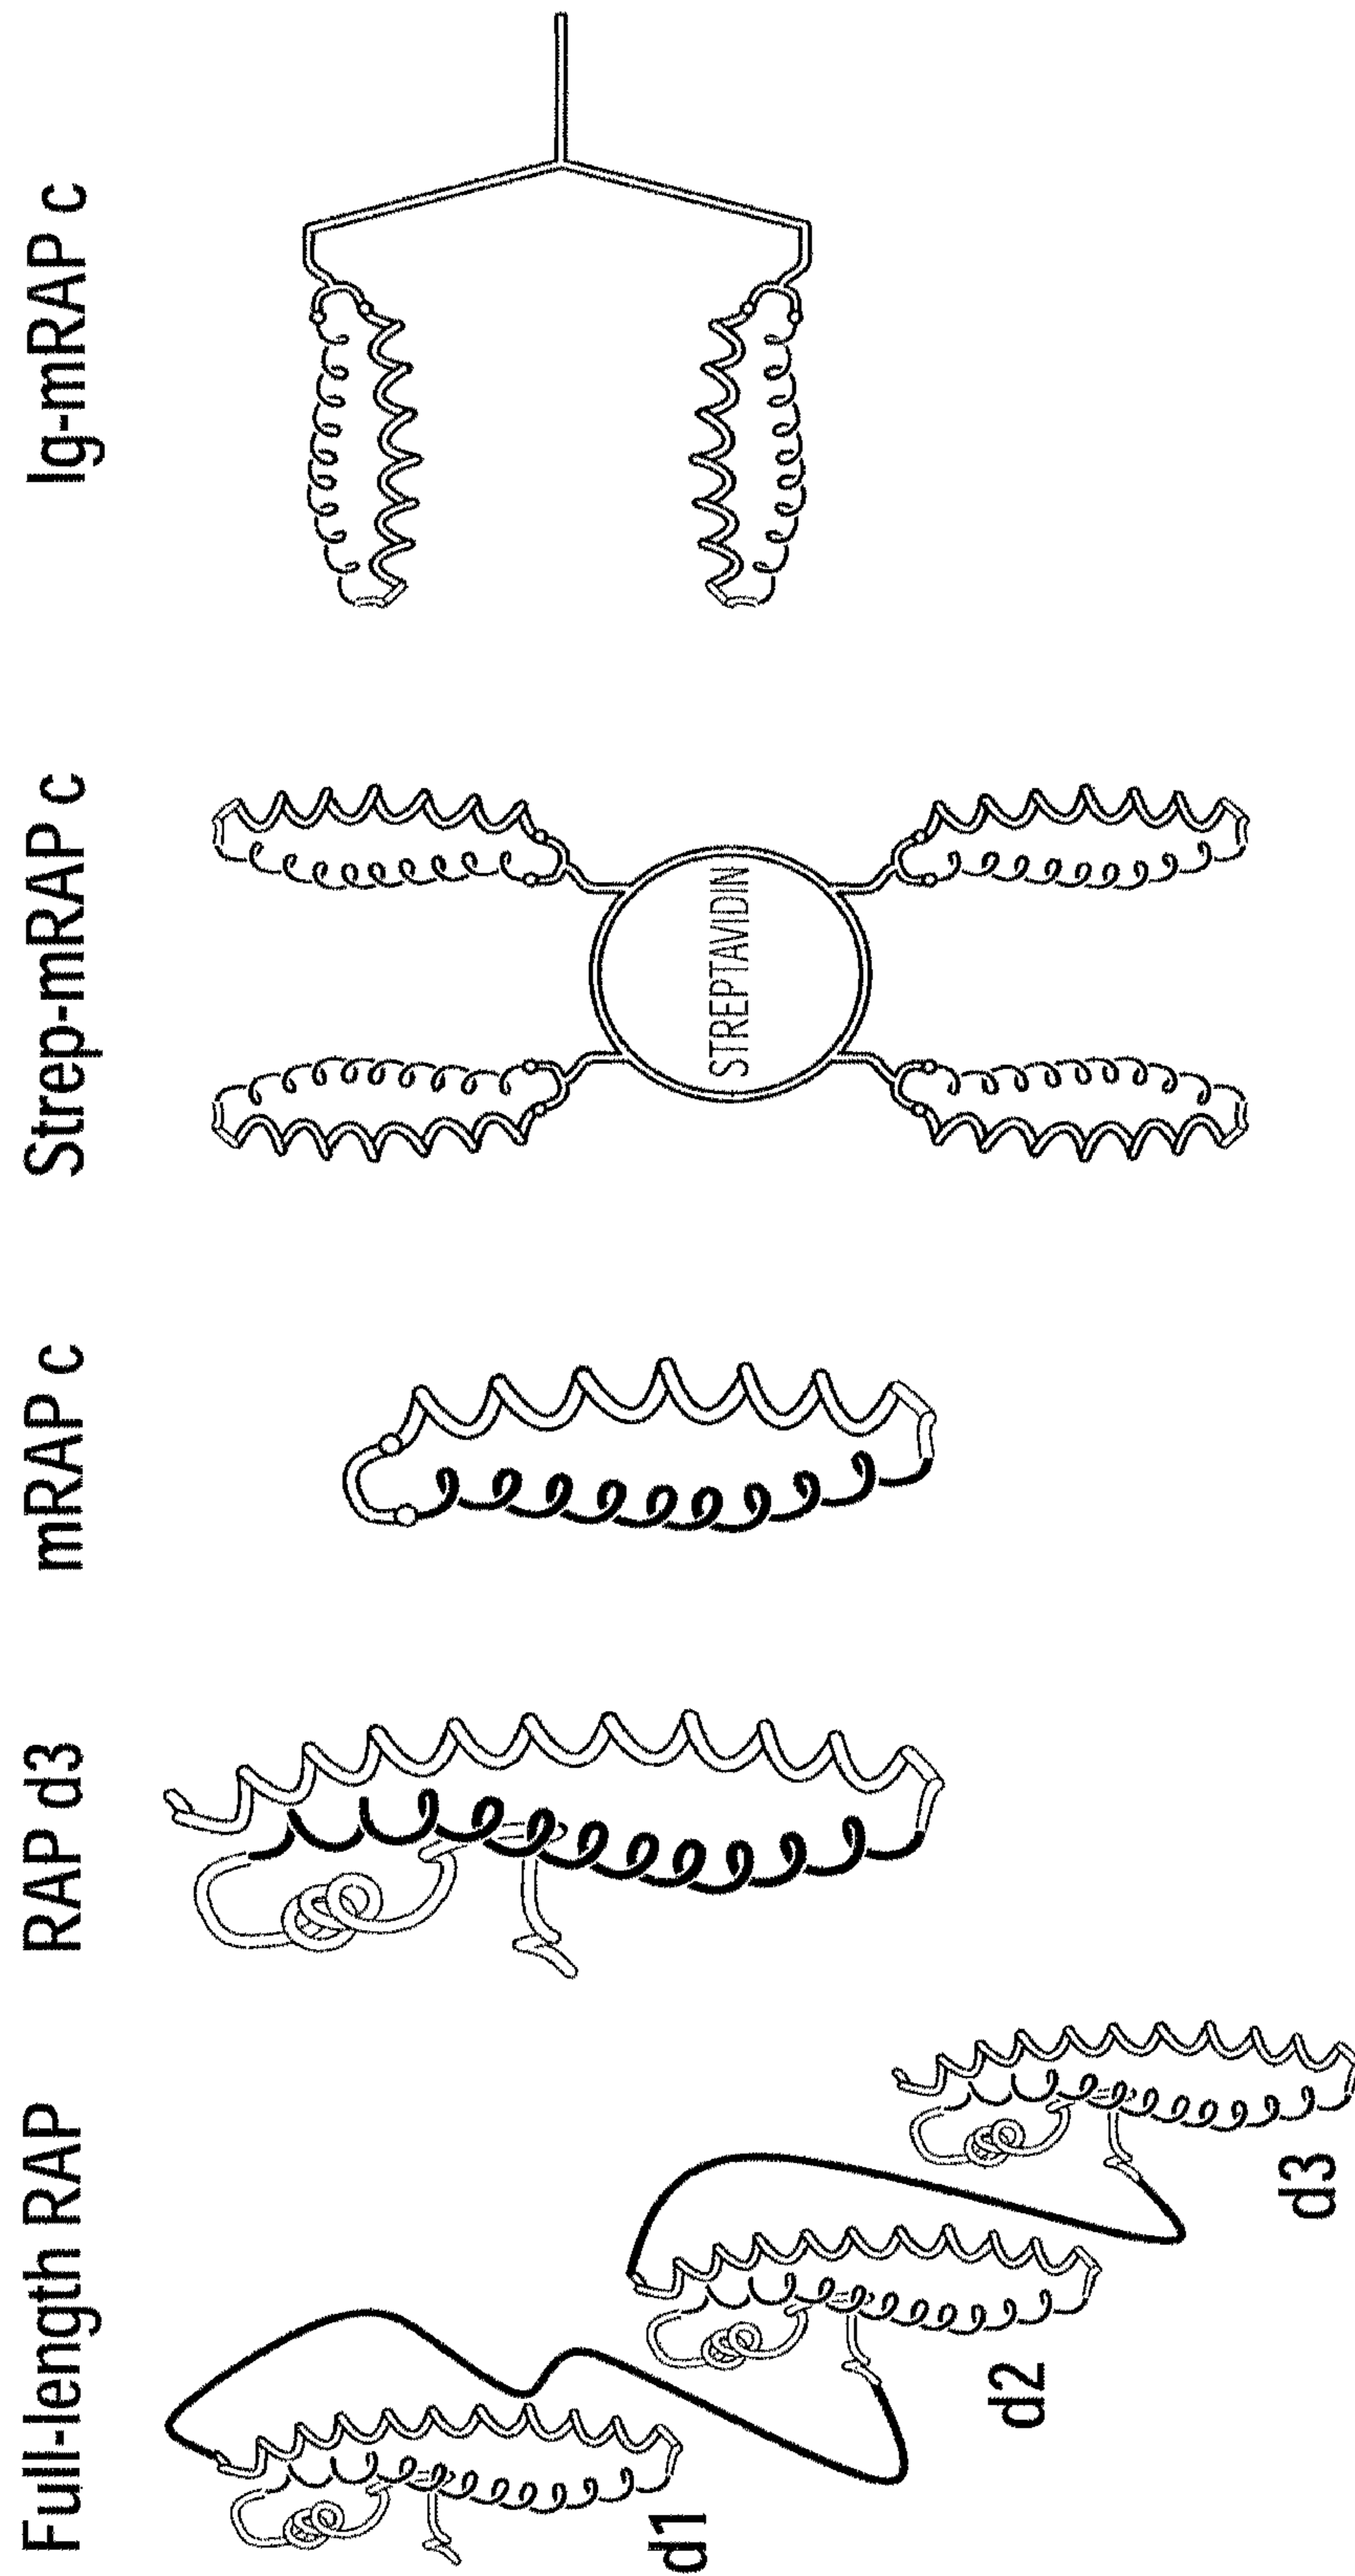 Full-length RAP
RAP d3
mRAP c
Strep-mRAP c
Ig-mRAP c
d1
d2
d3
STREPTAVIDIN